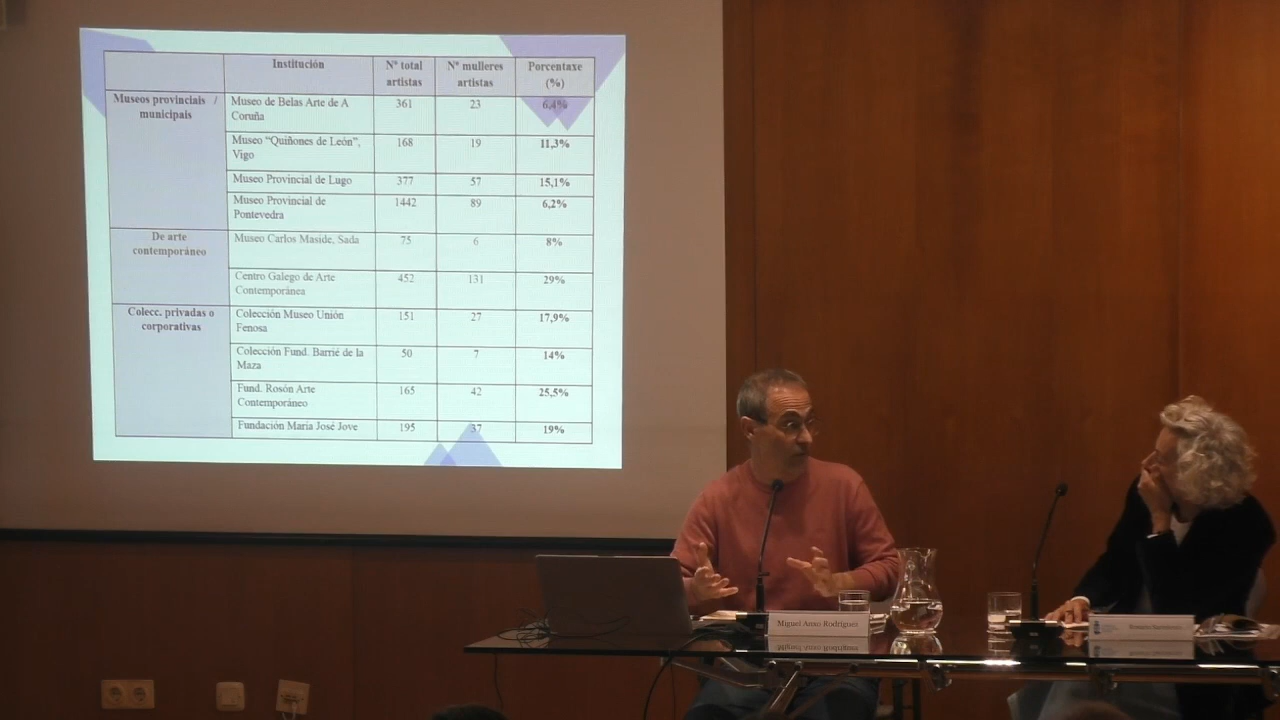 Institución
Nº total
artistas
Nº mulleres
artistas
Porcentaxe
(%)
Museos provinciais /
municipais
Museo de Belas Arte de A
Coruña
361
23
6,4%
Museo “Quiñones de León”,
Vigo
168
19
11,3%
Museo Provincial de Lugo
377
57
15,1%
Museo Provincial de
Pontevedra
1442
89
6,2%
De arte
contemporáneo
Museo Carlos Maside, Sada
75
6
8%
Centro Galego de Arte
Contemporánea
452
131
29%
Colecc. privadas o
corporativas
Colección Museo Unión
Fenosa
151
27
17,9%
Colección Fund. Barrié de la
Maza
50
7
14%
Fund. Rosón Arte
Contemporáneo
165
42
25,5%
Fundación María José Jove
195
37
19%
Miguel Anxo Rodríguez